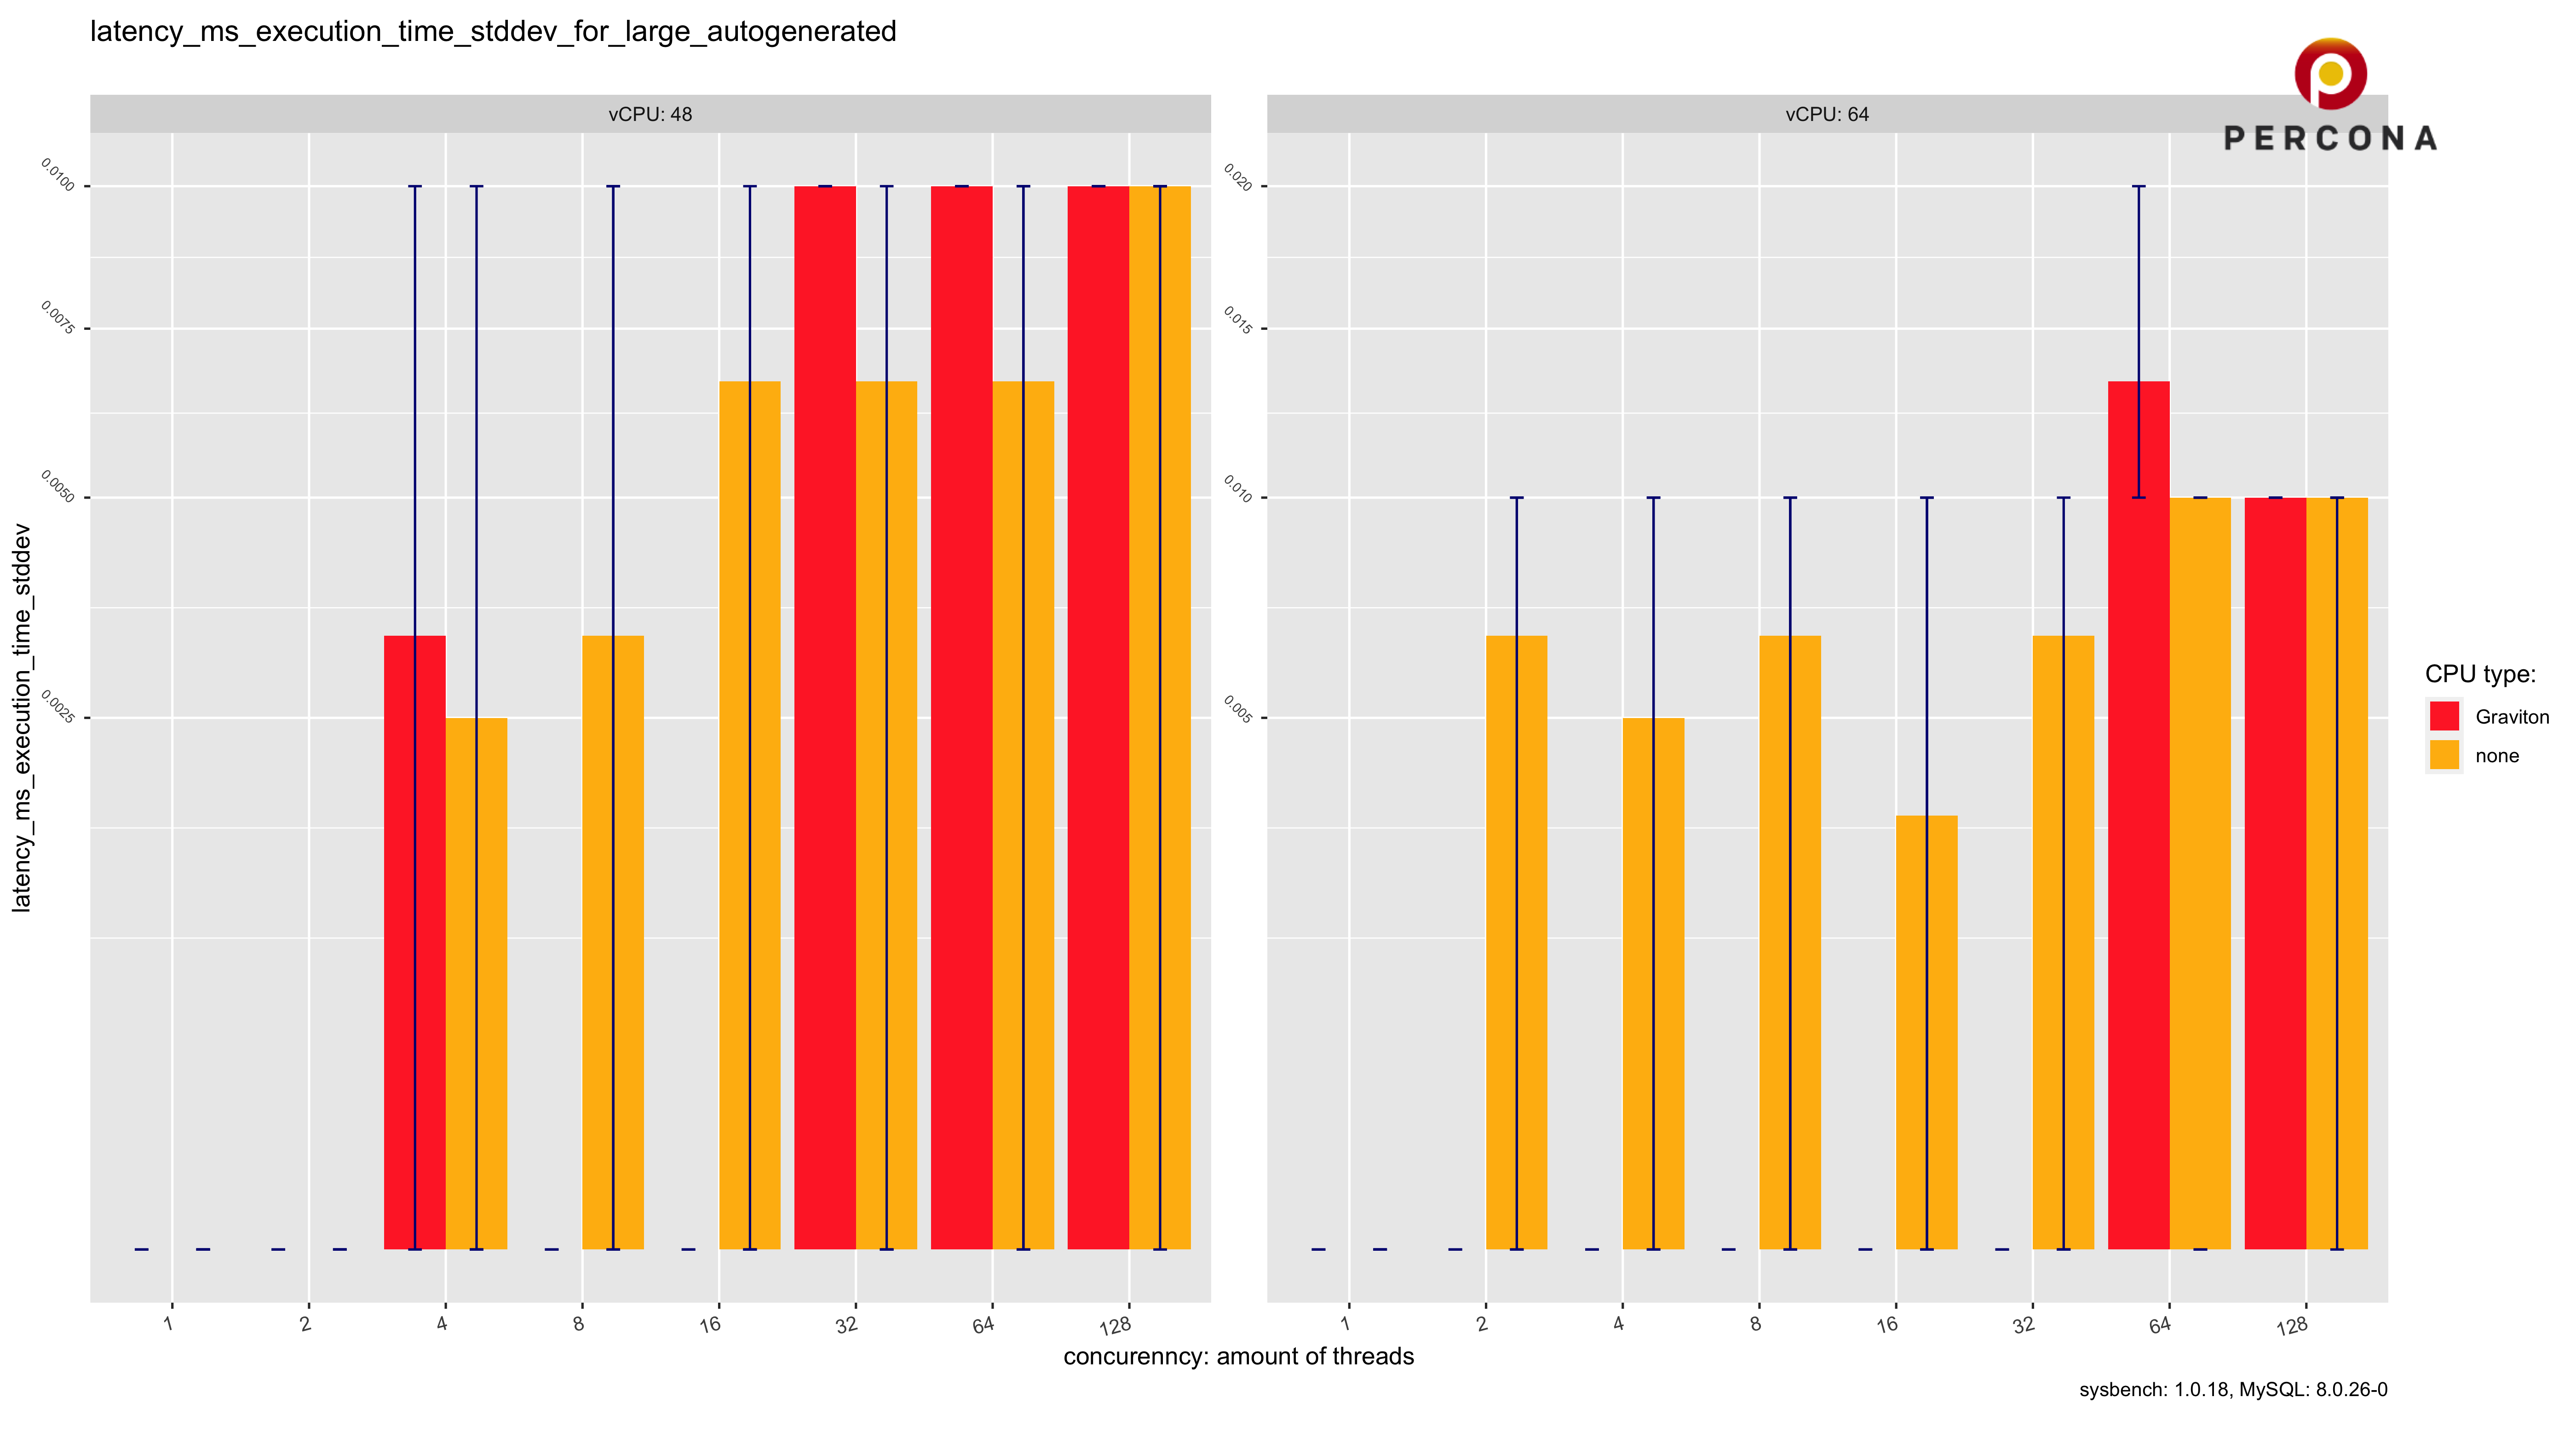 latency_ms_execution_time_stddev_for_large_autogenerated
PERCONA
vCPU: 48
vCPU: 64
latency_ms_execution_time_stddev
0.0100
0.0075
0.0050
0.0025
0.020
0.015
0.010
0.005
1 2 4 8 16 32 64 128
1 2 4 8 16 32 64 128
concurenncy: amount of threads
CPU type:
Graviton
none
sysbench: 1.0.18, MySQL: 8.0.26-0